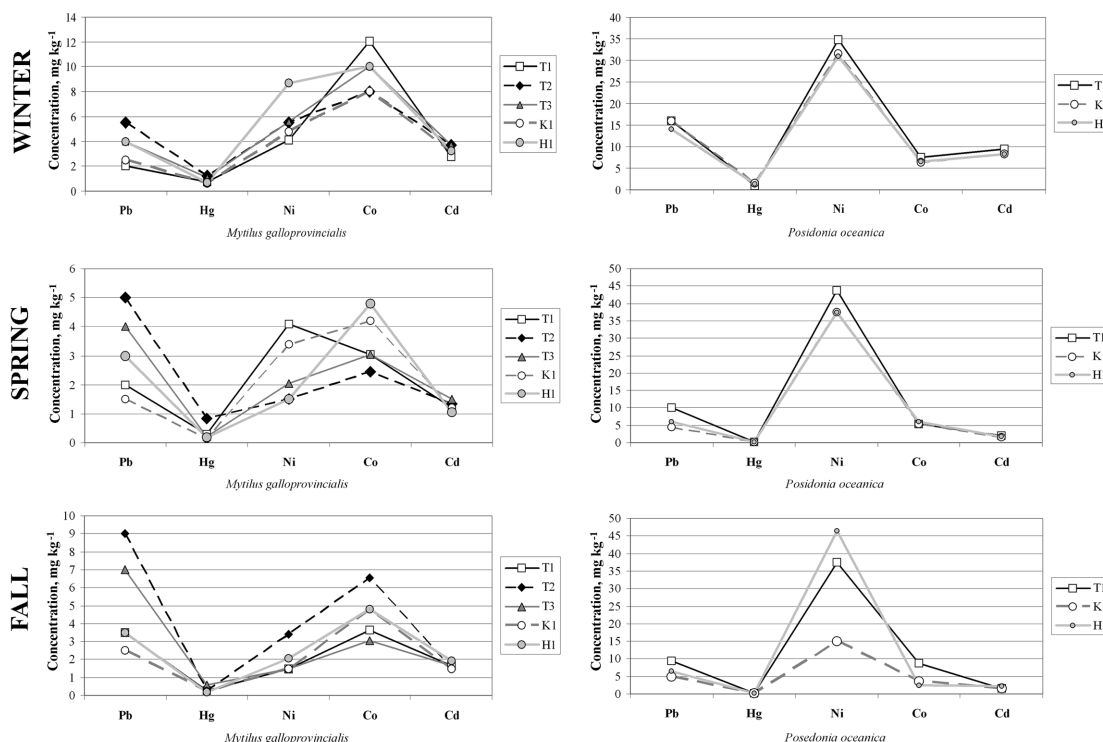 WINTER
Concentration, mg kg-1
14
12
10
8
6
4
2
0
Pb Hg Ni Co Cd
Mytilus galloprovincialis
T1
T2
T3
K1
H1
Concentration, mg kg-1
40
35
30
25
20
15
10
5
0
Pb Hg Ni Co Cd
Posidonia oceanica
T
K
H
SPRING
Concentration, mg kg-1
6
5
4
3
2
1
0
Pb Hg Ni Co Cd
Mytilus galloprovincialis
T1
T2
T3
K1
H1
Concentration, mg kg-1
50
45
40
35
30
25
20
15
10
5
0
Pb Hg Ni Co Cd
Posidonia oceanica
T1
K
H
FALL
Concentration, mg kg-1
10
9
8
7
6
5
4
3
2
1
0
Pb Hg Ni Co Cd
Mytilus galloprovincialis
T1
T2
T3
K1
H1
Concentration, mg kg-1
50
45
40
35
30
25
20
15
10
5
0
Pb Hg Ni Co Cd
Posedonia oceanica
T1
K
H